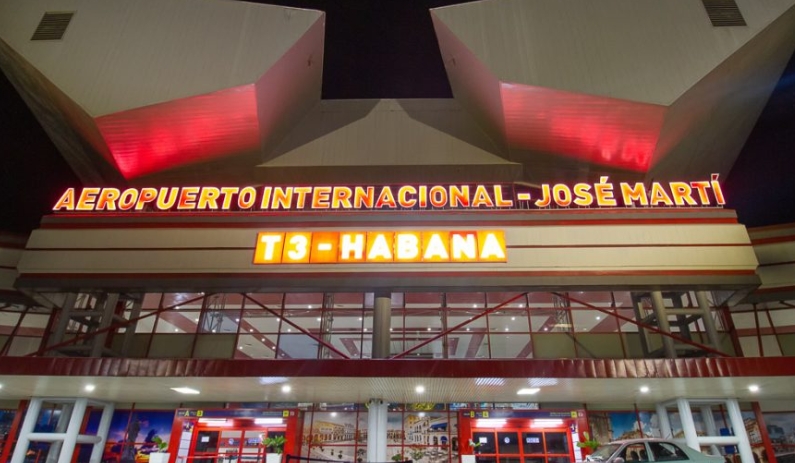 AEROPUERTO INTERNACIONAL - JOSÉ MARTÍ
T3 - HABANA